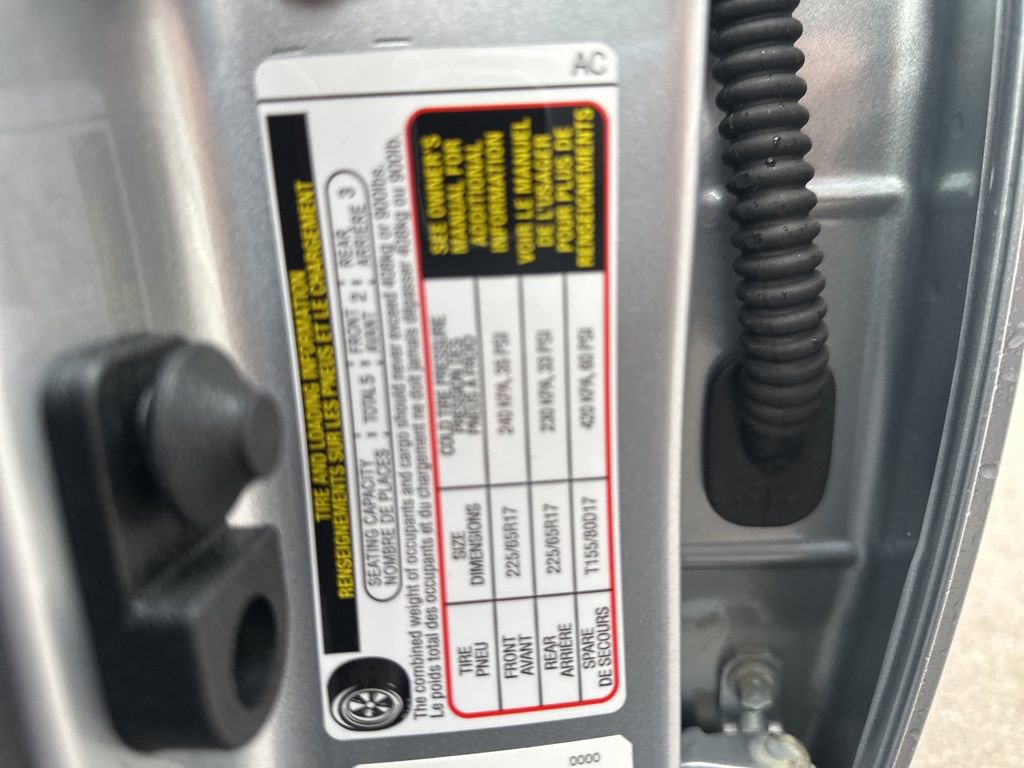 AC
TIRE AND LOADING INFORMATION
RENSEIGNEMENTS SUR LES PNEUS ET LE CHARGEMENT
SEATING CAPACITY TOTALS 5 FRONT 2 REAR 3
NOMBRE DE PLACES AVANT ARRIÈRE
The combined weight of occupants and cargo should never exceed 408kg or 900lbs.
Le poids total des occupants et du chargement ne doit jamais dépasser 408kg ou 900lb.
TIRE SIZE COLD TIRE PRESSURE
PNEU DIMENSIONS PRESSION DES
PNEUS A FROID
FRONT 225/65R17 240 KPA, 35 PSI
AVANT
REAR 225/65R17 230 KPA, 33 PSI
ARRIÈRE
SPARE T155/80D17 420 KPA, 60 PSI
DE SECOURS
SEE OWNER'S
MANUAL FOR
ADDITIONAL
INFORMATION
VOIR LE MANUEL
DE L'USAGER
POUR PLUS DE
RENSEIGNEMENTS
0000